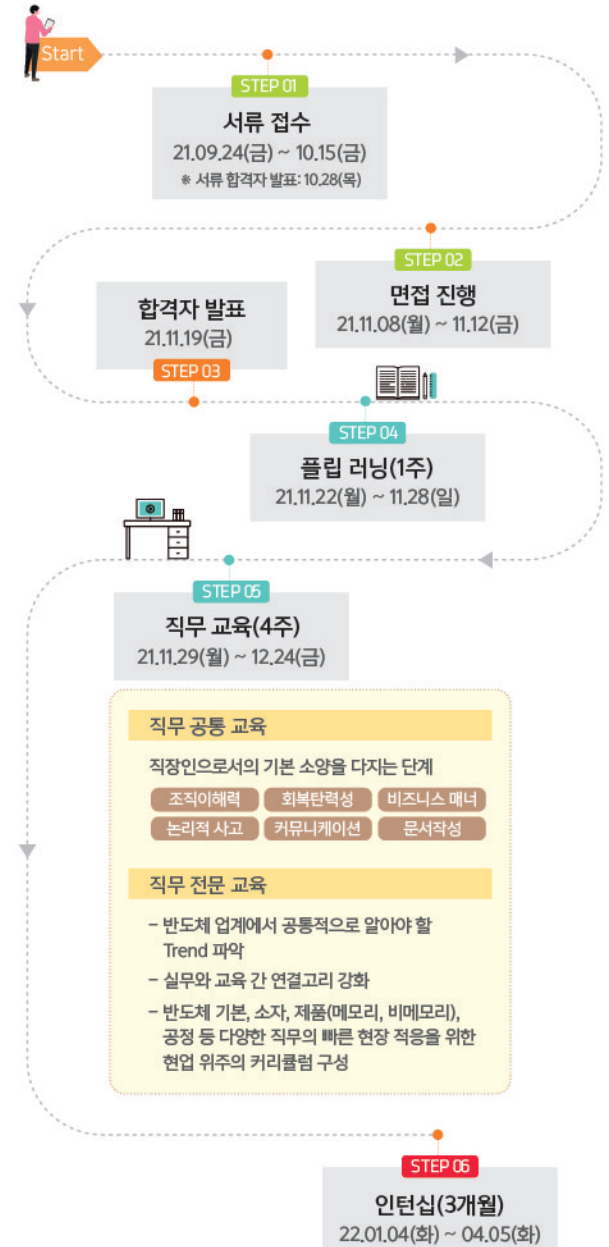 Start
STEP 01
서류 접수
21.09.24(금) ~ 10.15(금)
※ 서류 합격자 발표: 10.28(목)
STEP 02
면접 진행
21.11.08(월) ~ 11.12(금)
합격자 발표
21.11.19(금)
STEP 03
STEP 04
플립 러닝(1주)
21.11.22(월) ~ 11.28(일)
STEP 05
직무 교육(4주)
21.11.29(월) ~ 12.24(금)
직무 공통 교육
직장인으로서의 기본 소양을 다지는 단계
조직이해력 회복탄력성 비즈니스 매너
논리적 사고 커뮤니케이션 문서작성
직무 전문 교육
- 반도체 업계에서 공통적으로 알아야 할
Trend 파악
- 실무와 교육 간 연결고리 강화
- 반도체 기본, 소자, 제품(메모리, 비메모리),
공정 등 다양한 직무의 빠른 현장 적응을 위한
현업 위주의 커리큘럼 구성
STEP 06
인턴십(3개월)
22.01.04(화) ~ 04.05(화)